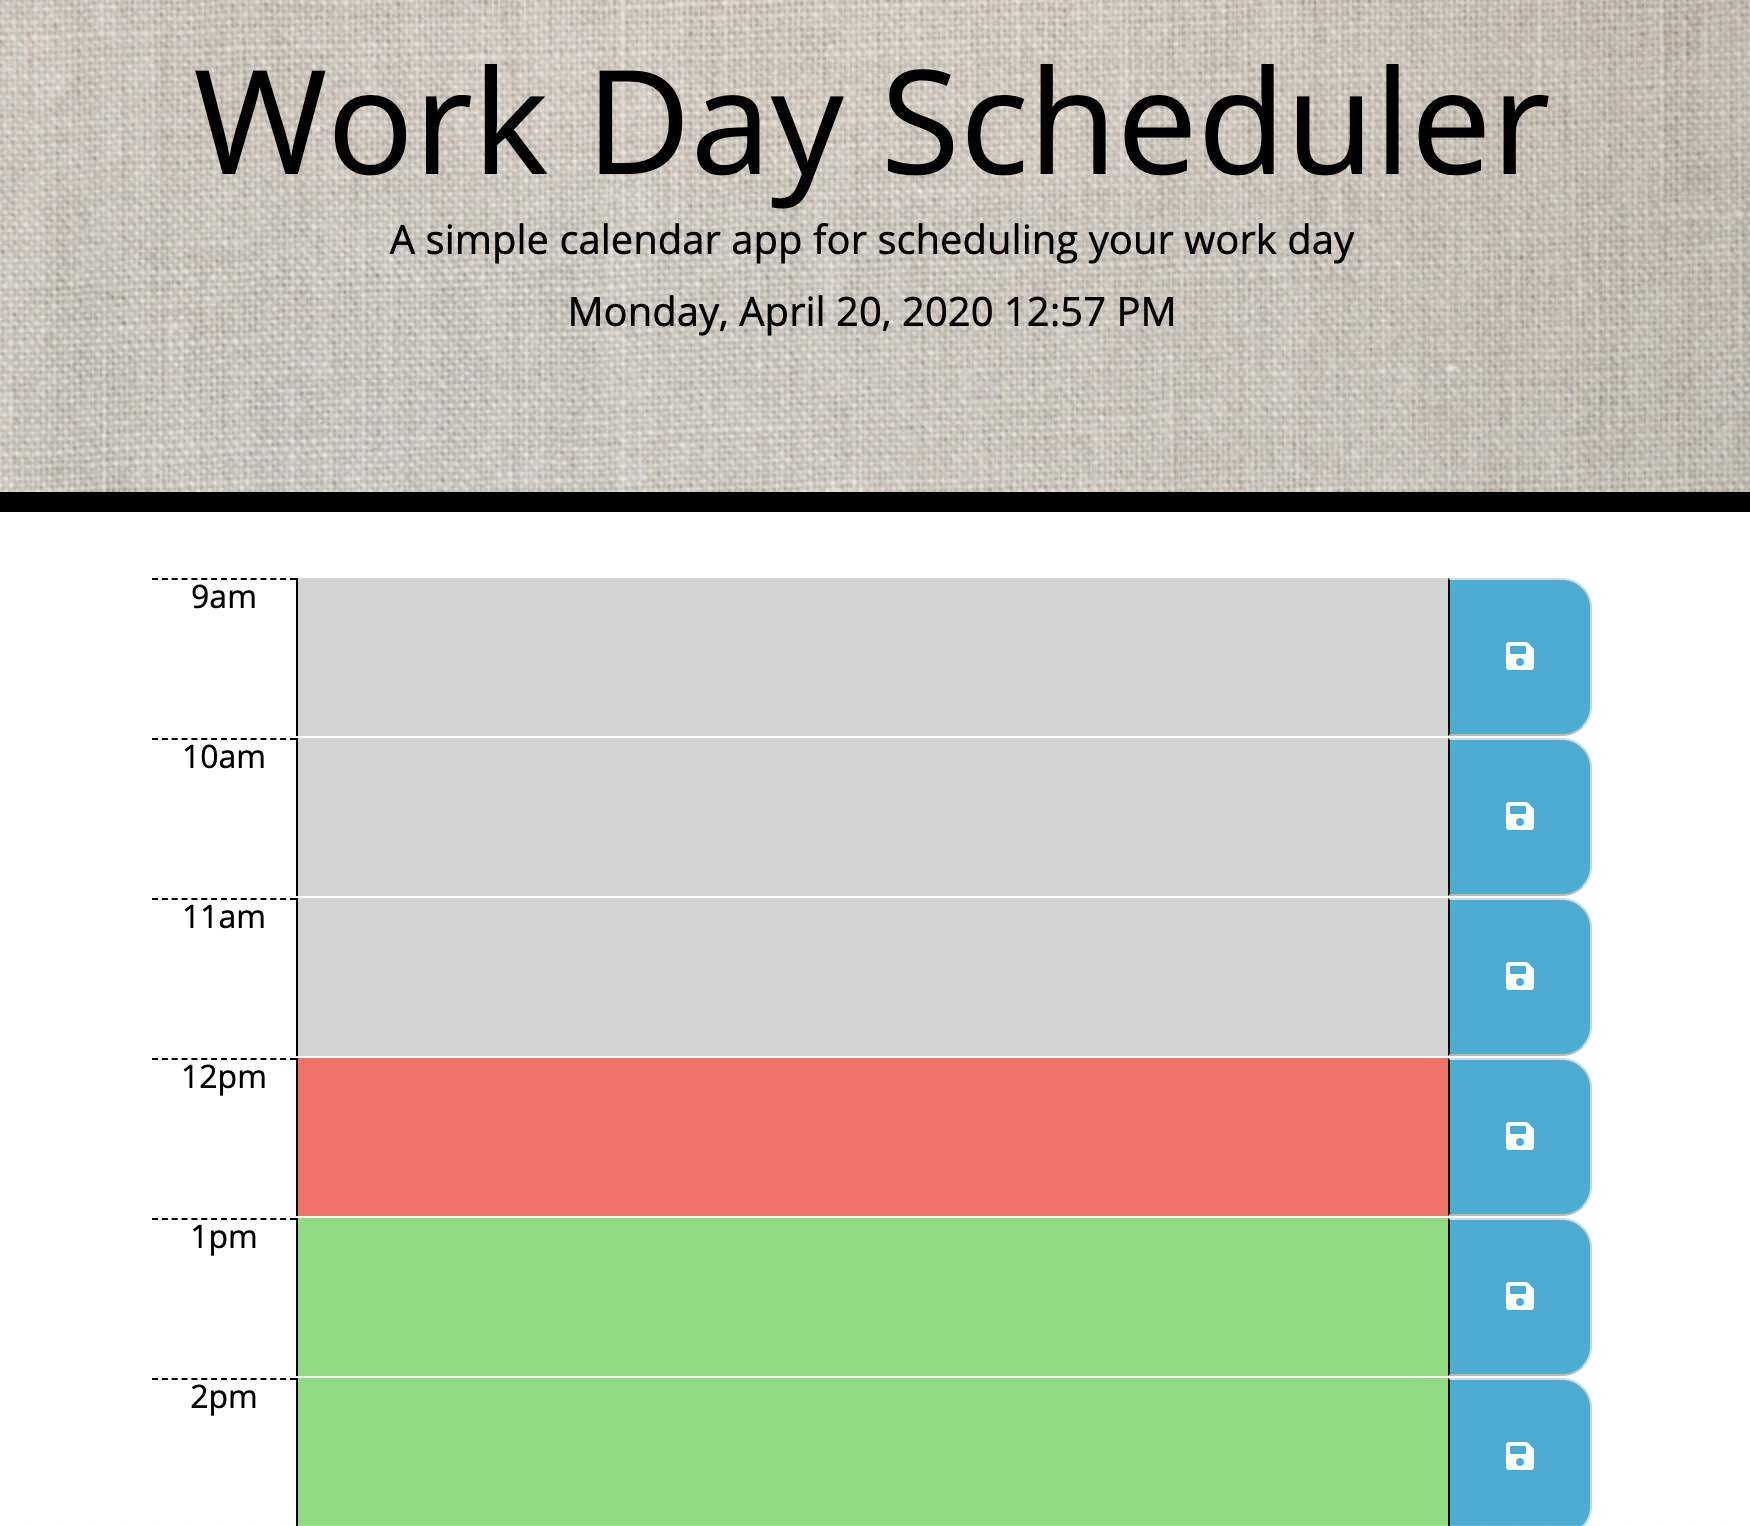 Work Day Scheduler
A simple calendar app for scheduling your work day
Monday, April 20, 2020 12:57 PM
9am
10am
11am
12pm
1pm
2pm